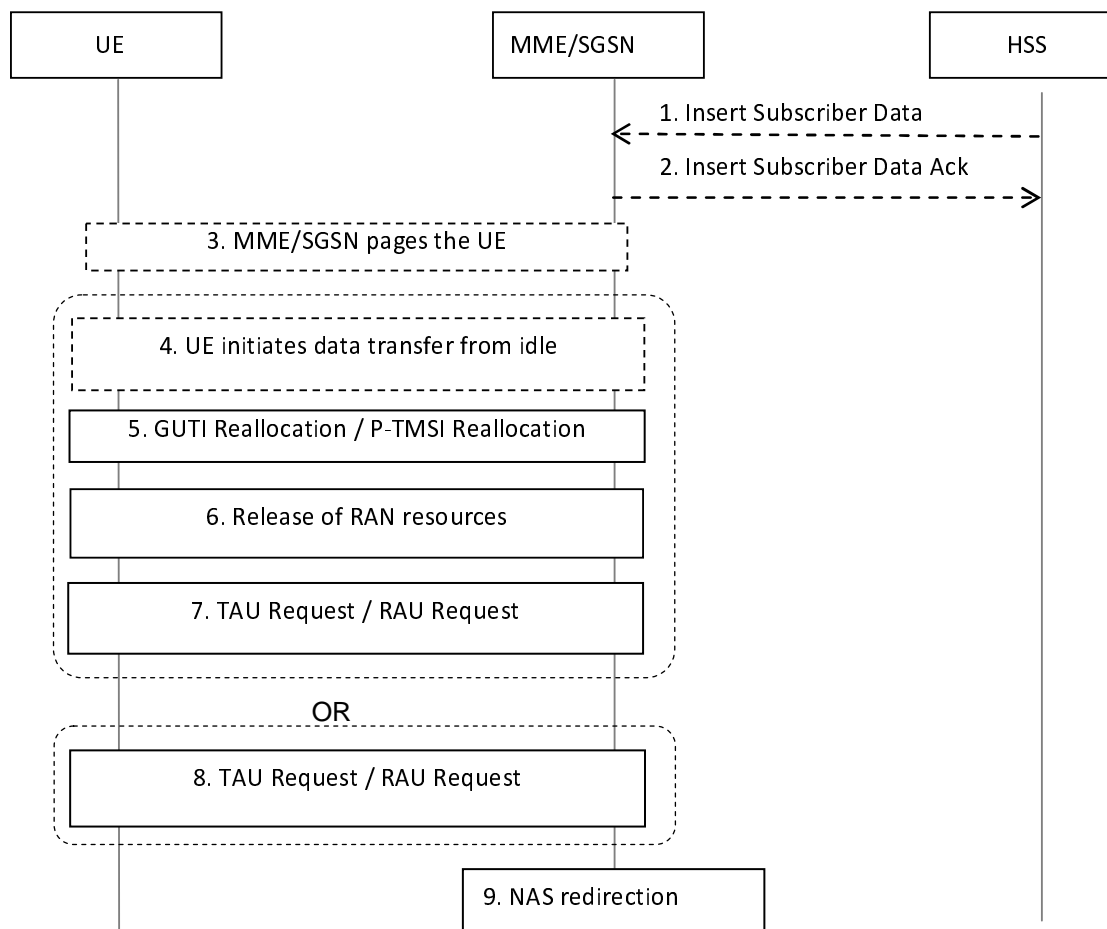 UE
MME/SGSN
HSS
1. Insert Subscriber Data
2. Insert Subscriber Data Ack
3. MME/SGSN pages the UE
4. UE initiates data transfer from idle
5. GUTI Reallocation / P-TMSI Reallocation
6. Release of RAN resources
7. TAU Request / RAU Request
OR
8. TAU Request / RAU Request
9. NAS redirection